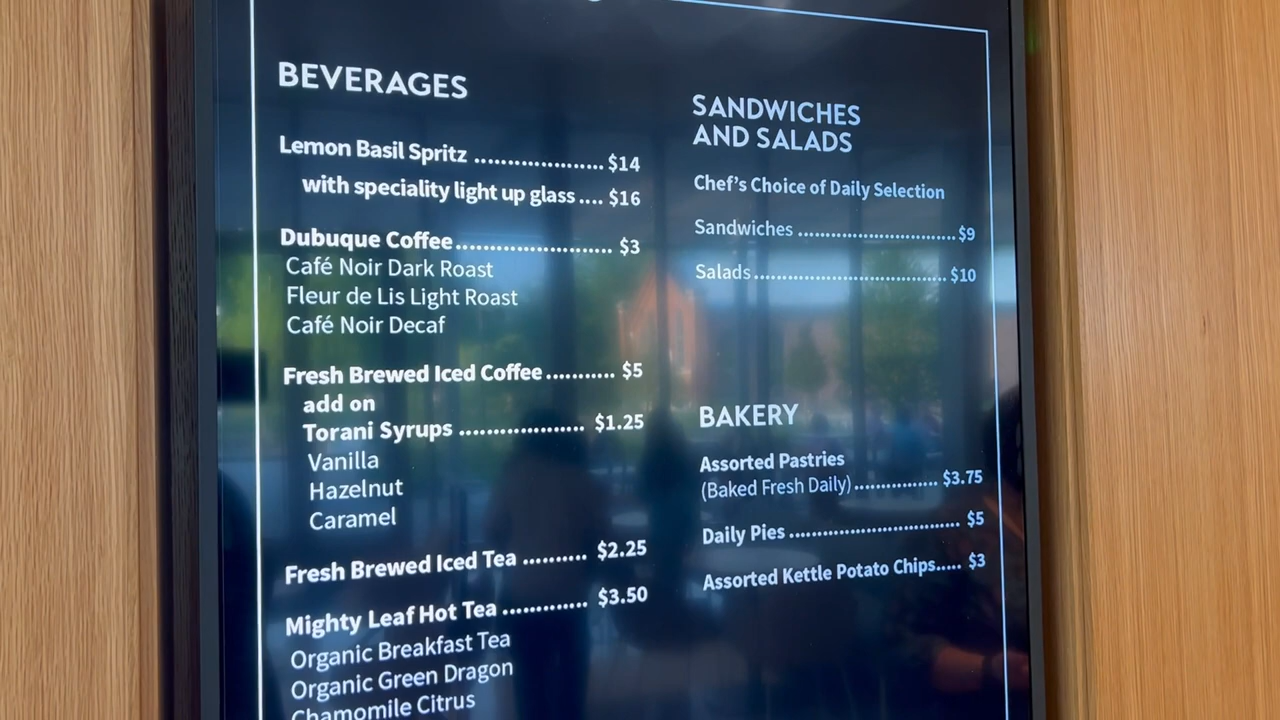 BEVERAGES
Lemon Basil Spritz .................... $14
with speciality light up glass .... $16
Dubuque Coffee....................... $3
Café Noir Dark Roast
Fleur de Lis Light Roast
Café Noir Decaf
Fresh Brewed Iced Coffee .......... $5
add on
Torani Syrups ................... $1.25
Vanilla
Hazelnut
Caramel
Fresh Brewed Iced Tea .......... $2.25
Mighty Leaf Hot Tea ............. $3.50
Organic Breakfast Tea
Organic Green Dragon
Chamomile Citrus
SANDWICHES
AND SALADS
Chef's Choice of Daily Selection
Sandwiches ............................ $9
Salads ................................. $10
BAKERY
Assorted Pastries
(Baked Fresh Daily) ............... $3.75
Daily Pies ............................... $5
Assorted Kettle Potato Chips..... $3